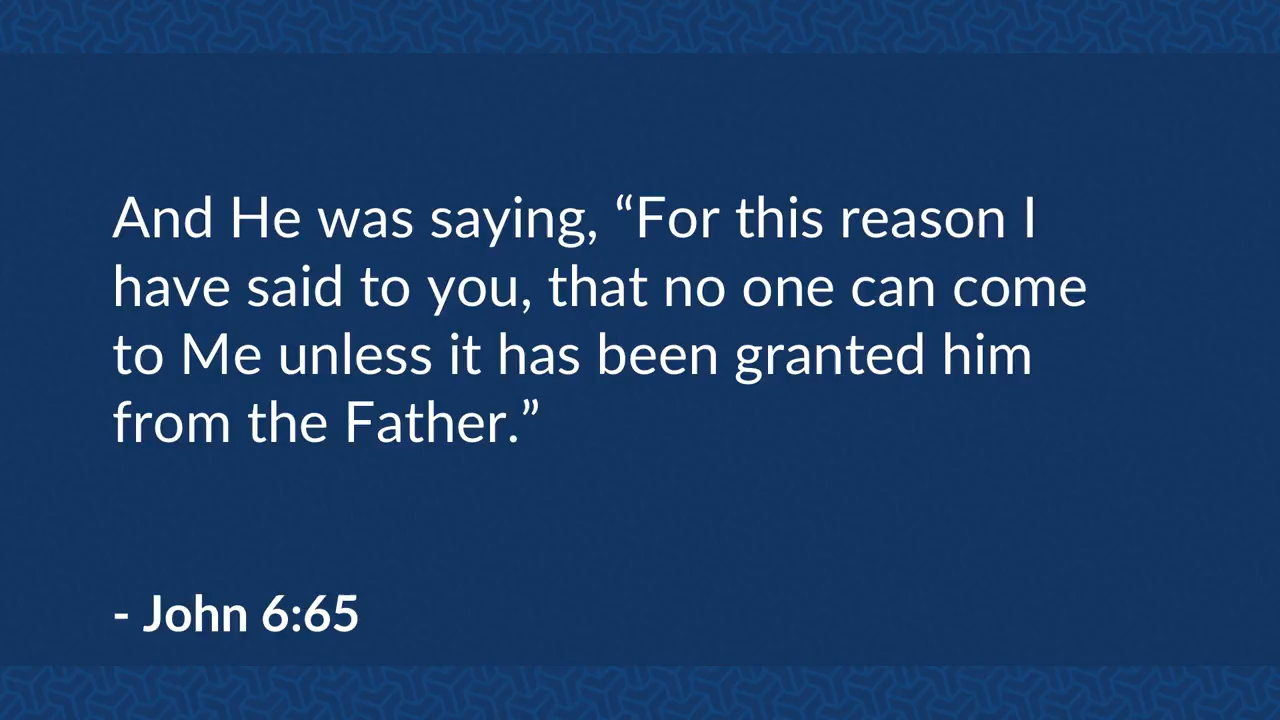 And He was saying, “For this reason I
have said to you, that no one can come
to Me unless it has been granted him
from the Father.”
- John 6:65